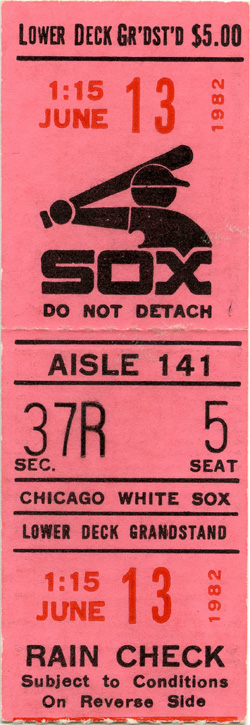 LOWER DECK GR'DST'D $5.00
1:15
JUNE 13 1982
SOX
DO NOT DETACH
AISLE 141
37R 5
SEC. SEAT
CHICAGO WHITE SOX
LOWER DECK GRANDSTAND
1:15
JUNE 13 1982
RAIN CHECK
Subject to Conditions
On Reverse Side